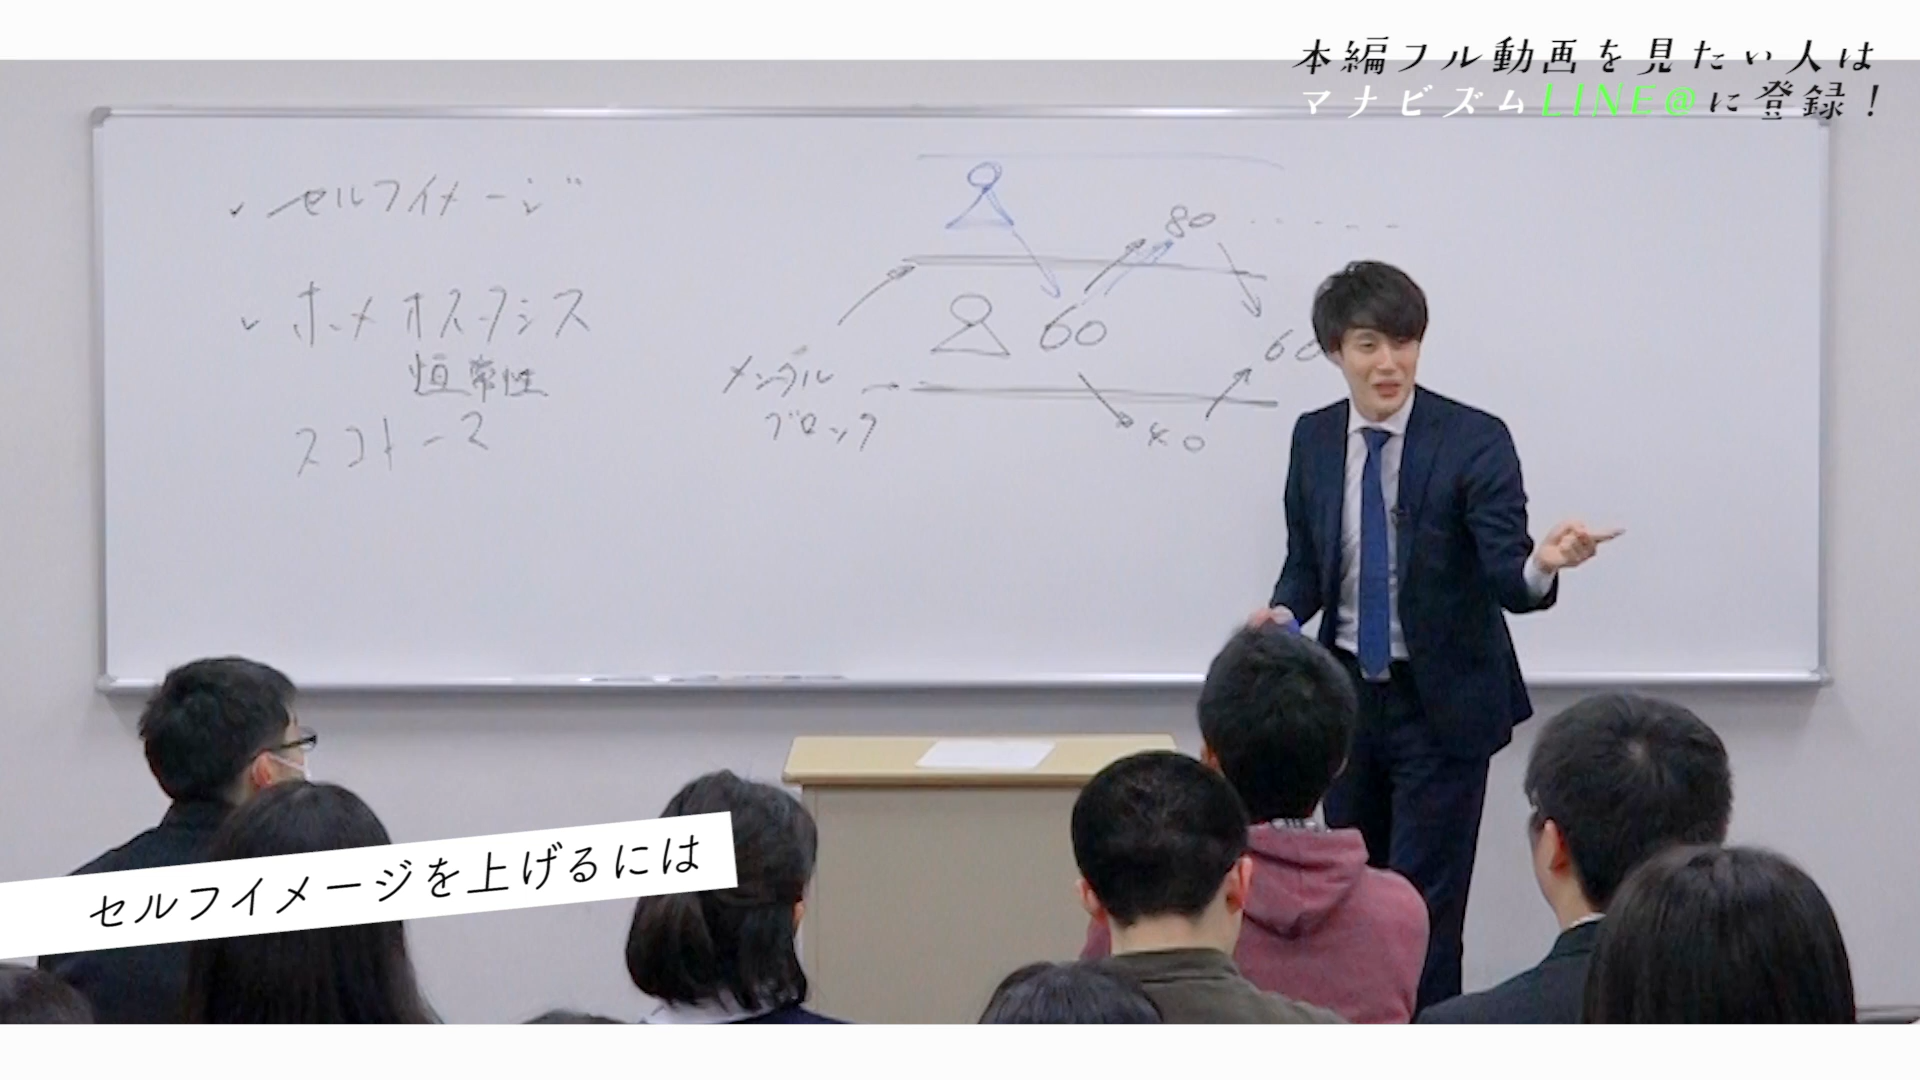 本編フル動画を見たい人は
マナビズムLINE@に登録！
セルフイメージ
ホメオスタシス
恒常性
スコトーマ
80
60
60
メンタル
ブロック
40
セルフイメージを上げるには